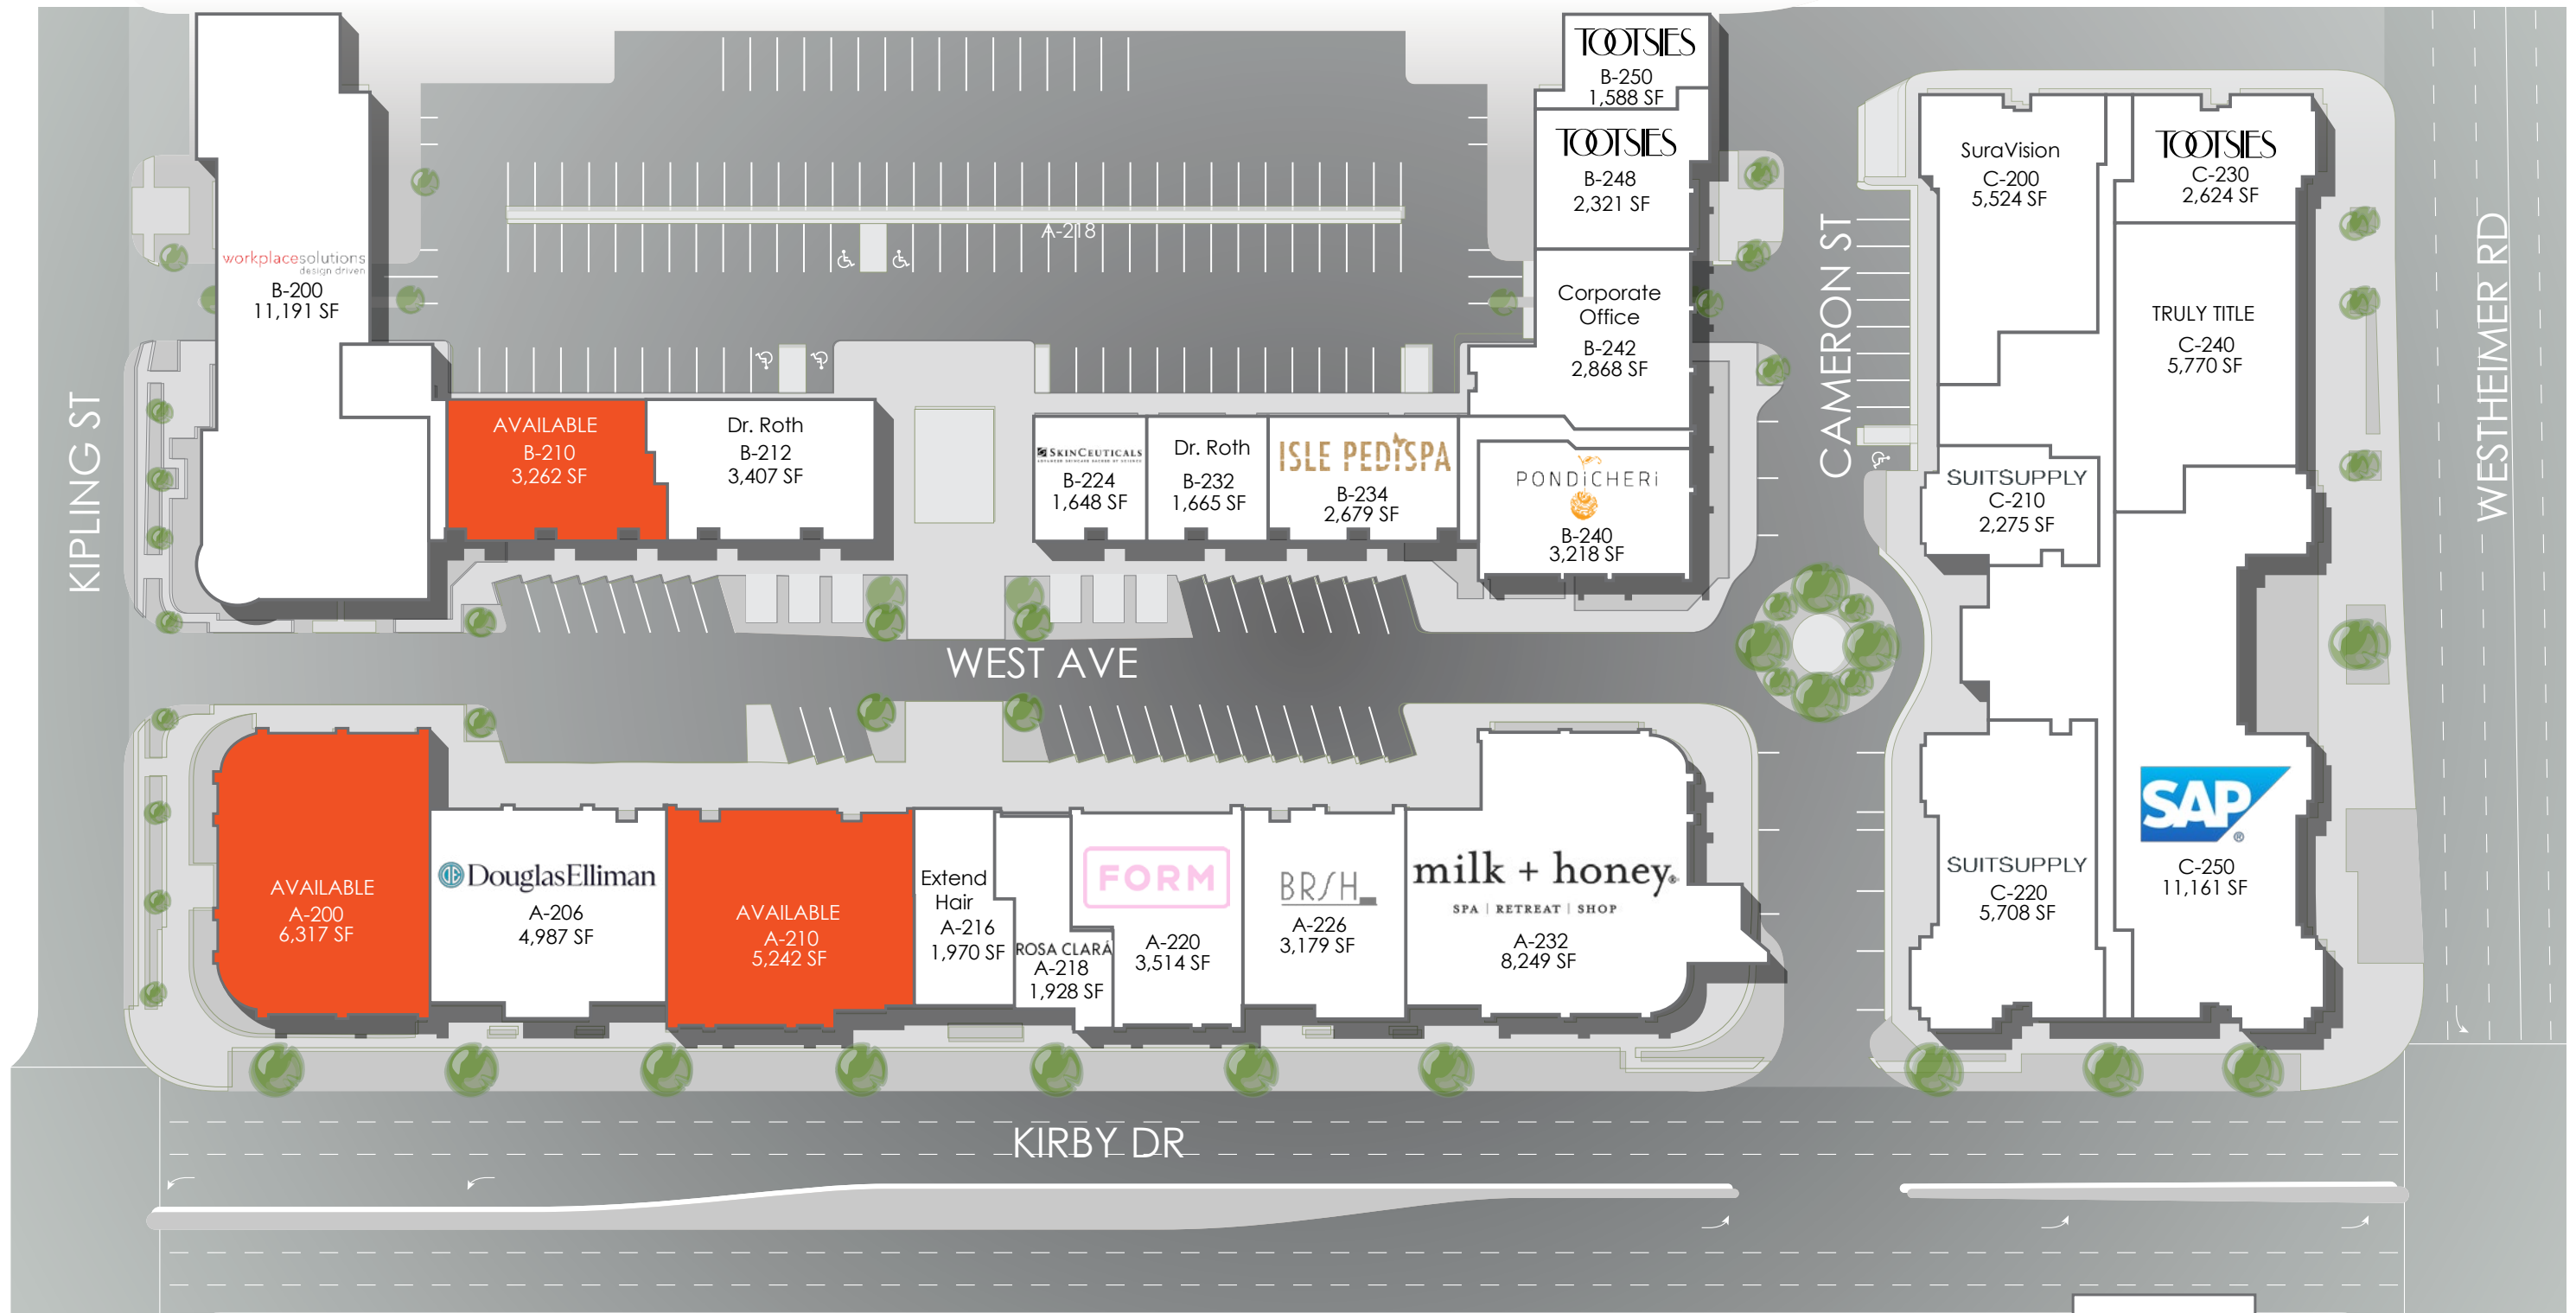 TOOTSIES
B-250
1,588 SF
TOOTSIES
B-248
2,321 SF
SuraVision
C-200
5,524 SF
TOOTSIES
C-230
2,624 SF
A-218
workplacesolutions
design driven
B-200
11,191 SF
Corporate
Office
B-242
2,868 SF
TRULY TITLE
C-240
5,770 SF
KIPLING ST
CAMERON ST
WESTHEIMER RD
AVAILABLE
B-210
3,262 SF
Dr. Roth
B-212
3,407 SF
SKINCEUTICALS
B-224
1,648 SF
Dr. Roth
B-232
1,665 SF
ISLE PEDISPA
B-234
2,679 SF
PONDICHERI
B-240
3,218 SF
SUITSUPPLY
C-210
2,275 SF
WEST AVE
AVAILABLE
A-200
6,317 SF
DE DouglasElliman
A-206
4,987 SF
AVAILABLE
A-210
5,242 SF
Extend
Hair
A-216
1,970 SF
ROSA CLARÁ
A-218
1,928 SF
FORM
A-220
3,514 SF
BRSH
A-226
3,179 SF
milk + honey®
SPA | RETREAT | SHOP
A-232
8,249 SF
SUITSUPPLY
C-220
5,708 SF
SAP®
C-250
11,161 SF
KIRBY DR